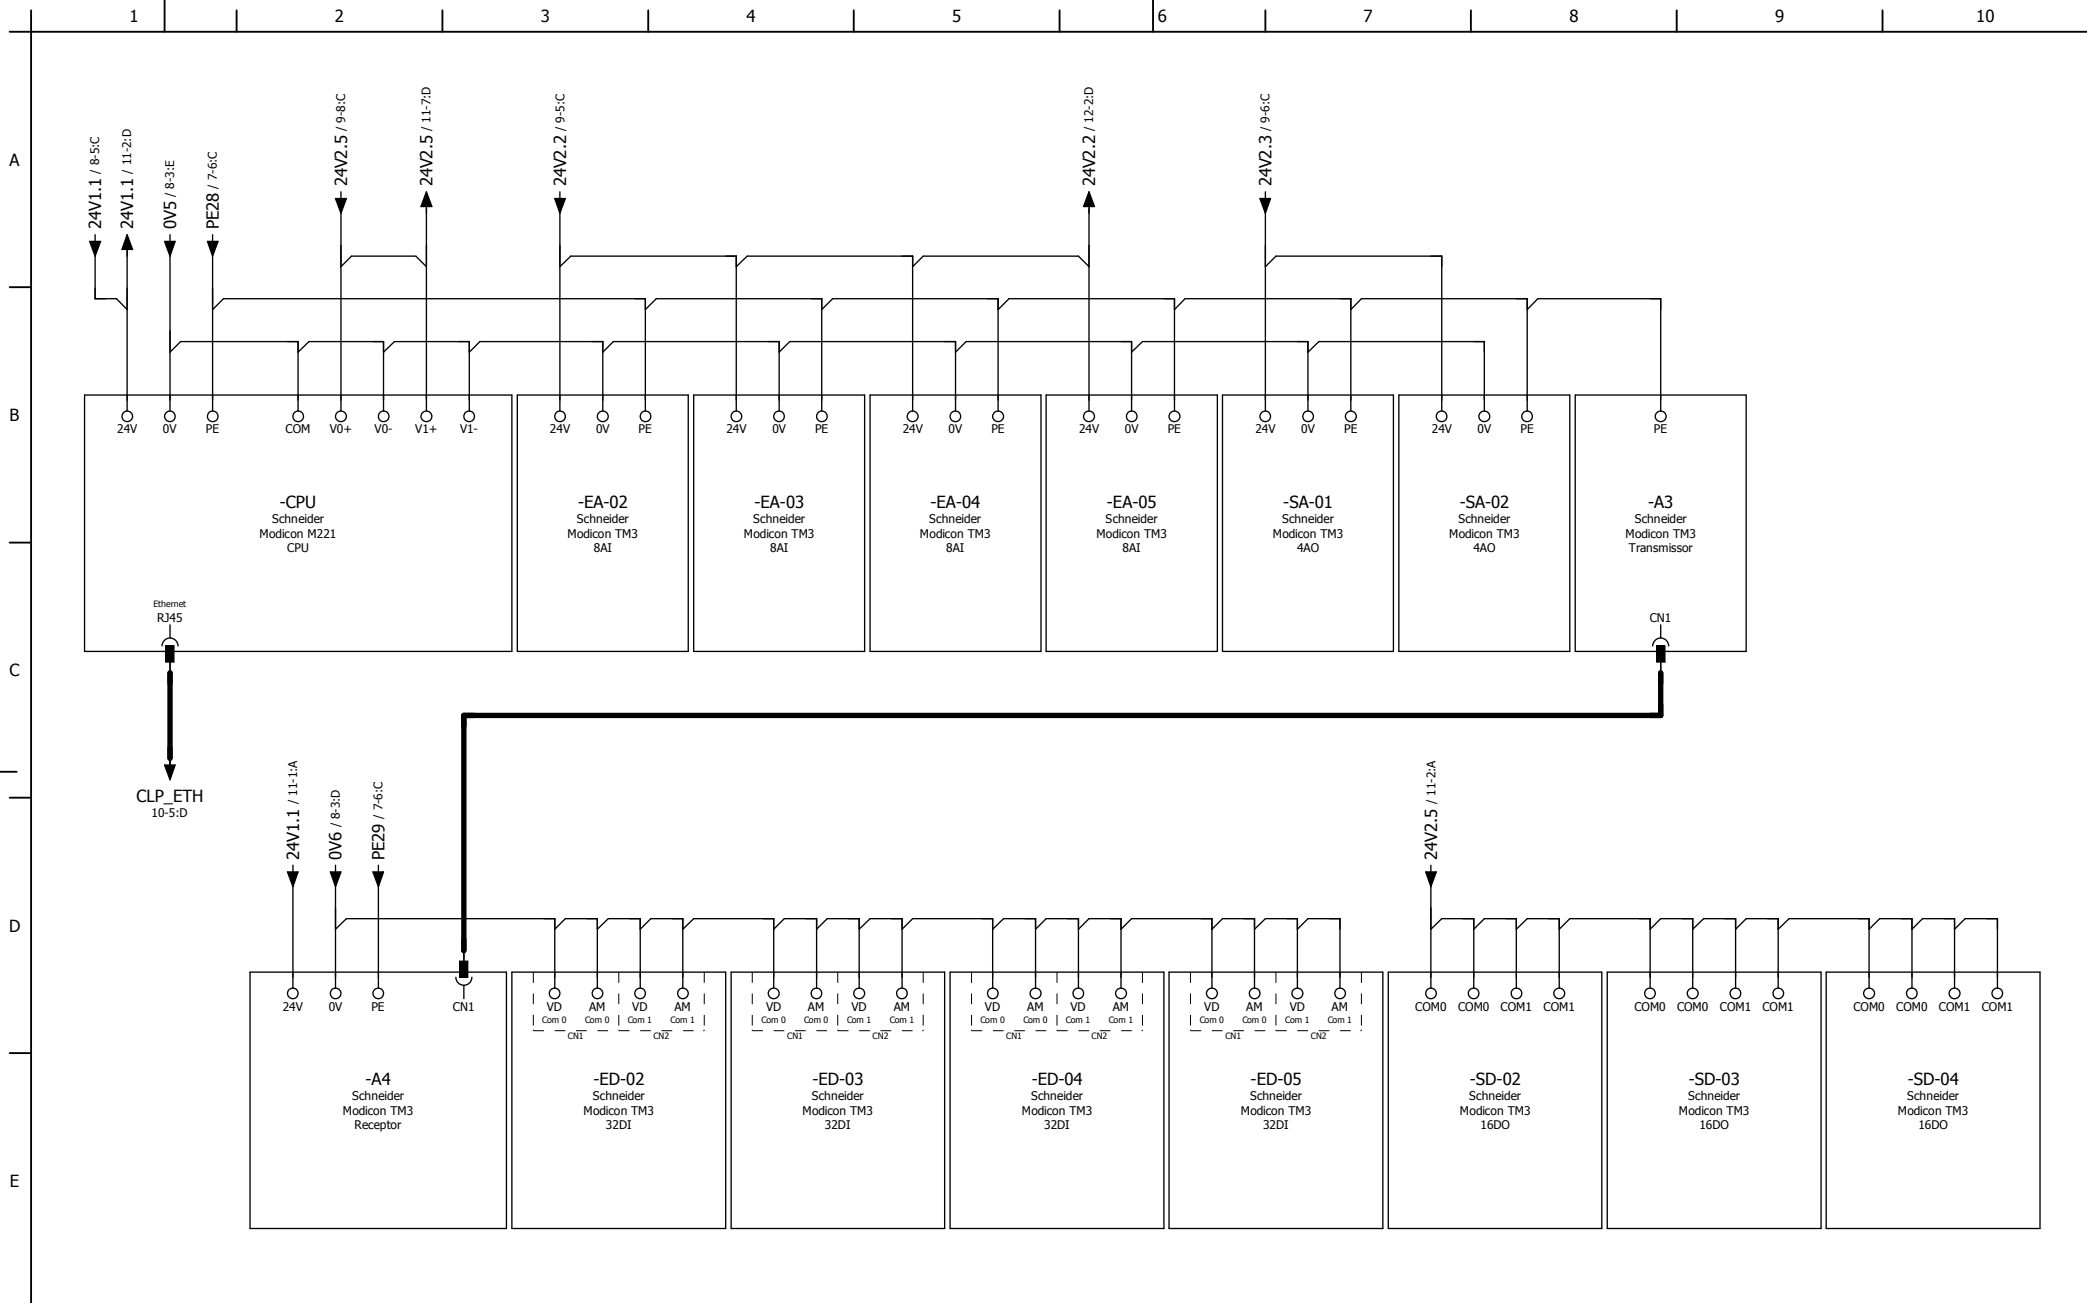 1 2 3 4 5 6 7 8 9 10
A
24V1.1 / 8-5:C
24V1.1 / 11-2:D
0V5 / 8-3:E
PE28 / 7-6:C
24V2.5 / 9-8:C
24V2.5 / 11-7:D
24V2.2 / 9-5:C
24V2.2 / 12-2:D
24V2.3 / 9-6:C
B
24V 0V PE COM V0+ V0- V1+ V1-
-CPU
Schneider
Modicon M221
CPU
Ethernet
RJ45
24V 0V PE
-EA-02
Schneider
Modicon TM3
8AI
24V 0V PE
-EA-03
Schneider
Modicon TM3
8AI
24V 0V PE
-EA-04
Schneider
Modicon TM3
8AI
24V 0V PE
-EA-05
Schneider
Modicon TM3
8AI
24V 0V PE
-SA-01
Schneider
Modicon TM3
4AO
24V 0V PE
-SA-02
Schneider
Modicon TM3
4AO
PE
-A3
Schneider
Modicon TM3
Transmissor
CN1
C
CLP_ETH
10-5:D
24V1.1 / 11-1:A
0V6 / 8-3:D
PE29 / 7-6:C
24V2.5 / 11-2:A
D
24V 0V PE CN1
-A4
Schneider
Modicon TM3
Receptor
VD AM VD AM
Com 0 Com 0 Com 1 Com 1
CN1 CN2
-ED-02
Schneider
Modicon TM3
32DI
VD AM VD AM
Com 0 Com 0 Com 1 Com 1
CN1 CN2
-ED-03
Schneider
Modicon TM3
32DI
VD AM VD AM
Com 0 Com 0 Com 1 Com 1
CN1 CN2
-ED-04
Schneider
Modicon TM3
32DI
VD AM VD AM
Com 0 Com 0 Com 1 Com 1
CN1 CN2
-ED-05
Schneider
Modicon TM3
32DI
COM0 COM0 COM1 COM1
-SD-02
Schneider
Modicon TM3
16DO
COM0 COM0 COM1 COM1
-SD-03
Schneider
Modicon TM3
16DO
COM0 COM0 COM1 COM1
-SD-04
Schneider
Modicon TM3
16DO
E